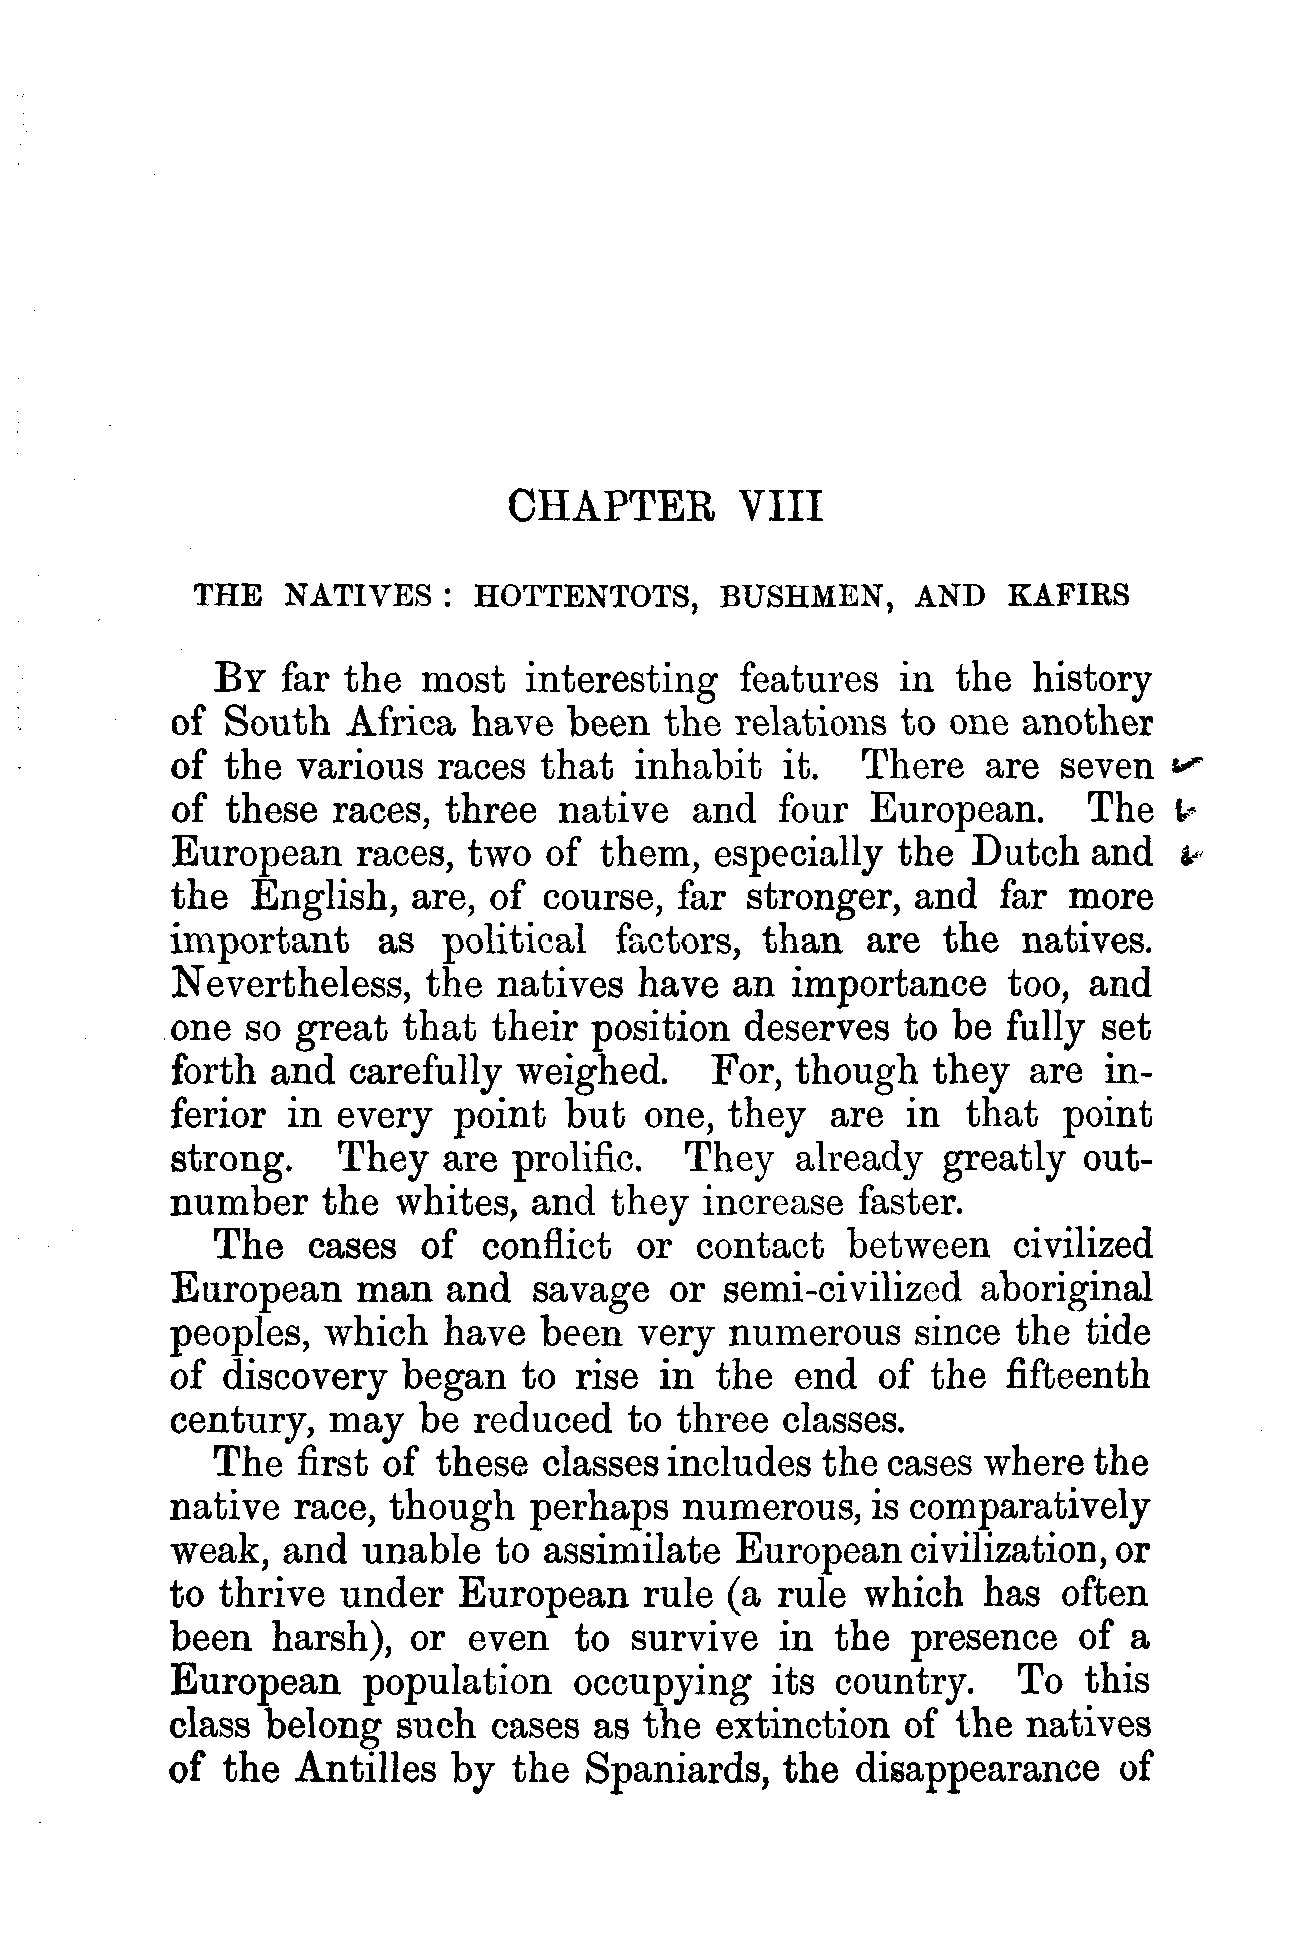 CHAPTER VIII
THE NATIVES: HOTTENTOTS, BUSHMEN, AND KAFIRS
By far the most interesting features in the history
of South Africa have been the relations to one another
of the various races that inhabit it. There are seven
of these races, three native and four European. The
European races, two of them, especially the Dutch and
the English, are, of course, far stronger, and far more
important as political factors, than are the natives.
Nevertheless, the natives have an importance too, and
one so great that their position deserves to be fully set
forth and carefully weighed. For, though they are in-
ferior in every point but one, they are in that point
strong. They are prolific. They already greatly out-
number the whites, and they increase faster.
The cases of conflict or contact between civilized
European man and savage or semi-civilized aboriginal
peoples, which have been very numerous since the tide
of discovery began to rise in the end of the fifteenth
century, may be reduced to three classes.
The first of these classes includes the cases where the
native race, though perhaps numerous, is comparatively
weak, and unable to assimilate European civilization, or
to thrive under European rule (a rule which has often
been harsh), or even to survive in the presence of a
European population occupying its country. To this
class belong such cases as the extinction of the natives
of the Antilles by the Spaniards, the disappearance of